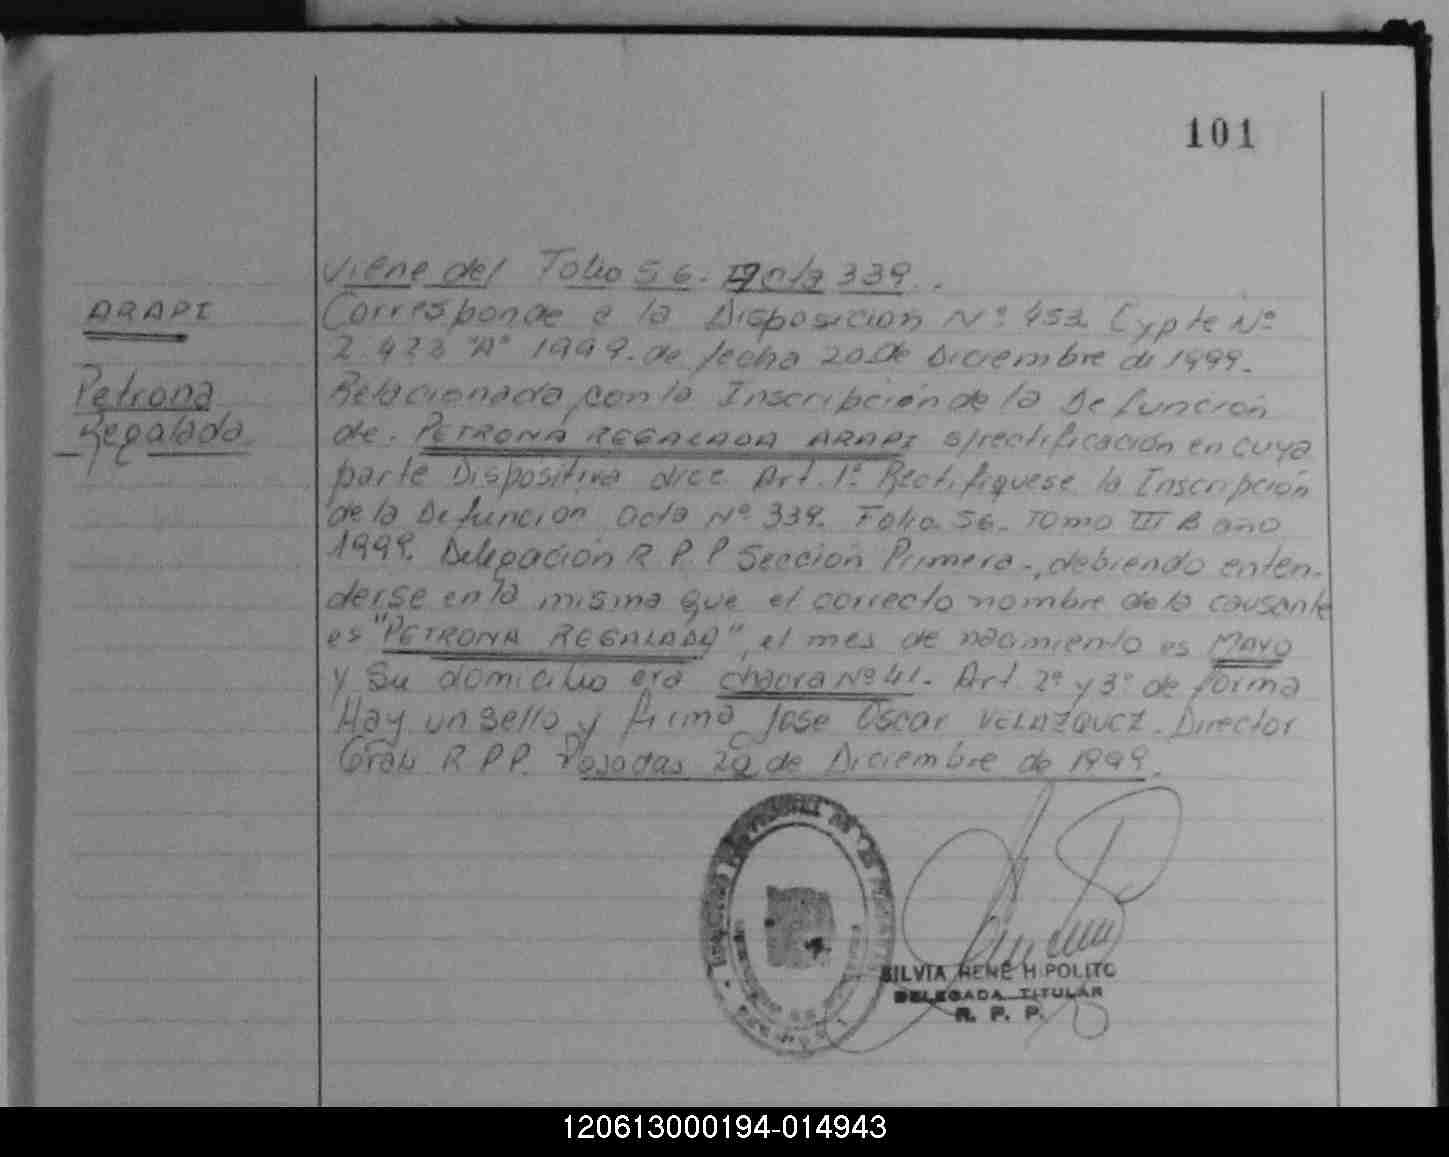 101
Viene del Folio 56. Acta 339..
ARAPI
Corresponde a la Disposicion Nº 453. Expte Nº
2.423 "A" 1999. de fecha 20 de Diciembre de 1999.
Petrona
Regalada
Relacionada con la Inscripción de la Defunción
de. PETRONA REGALADA ARAPI s/rectificación en cuya
parte Dispositiva dice Art. 1º Rectifiquese la Inscripción
de la Defuncion acta Nº 339. Folio 56. Tomo III B año
1999. Delegación R P P Sección Primera-, debiendo enten-
derse en la misma que el correcto nombre de la causante
es "PETRONA REGALADA", el mes de nacimiento es MAYO
y su domicilio era chacra Nº 41. Art. 2º y 3º de forma
Hay un sello y firma Jose Oscar VELAZQUEZ. Director
Gral R P P. Posadas 20 de Diciembre de 1999.
SILVIA RENE HIPOLITO
DELEGADA TITULAR
R. P. P.
120613000194-014943